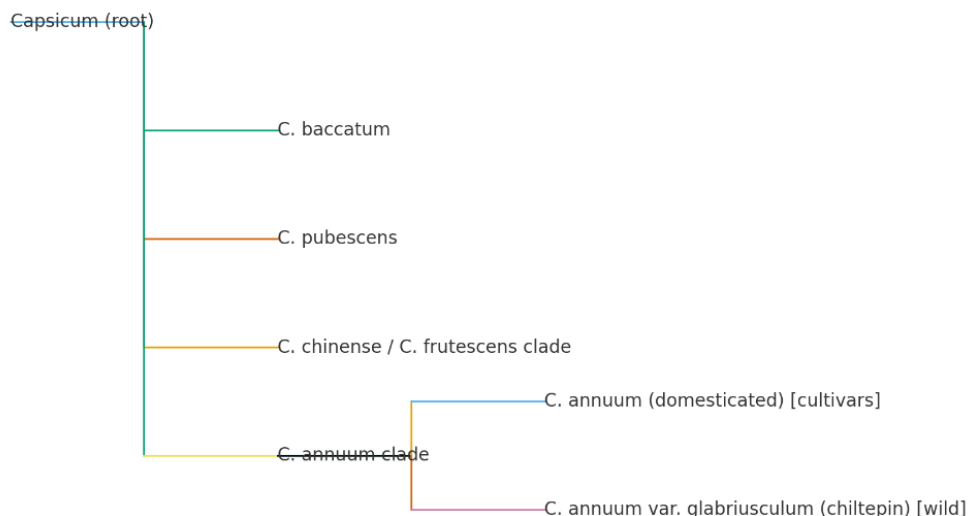 Capsicum (root)
C. baccatum
C. pubescens
C. chinense / C. frutescens clade
C. annuum (domesticated) [cultivars]
C. annuum clade
C. annuum var. glabriusculum (chiltepin) [wild]